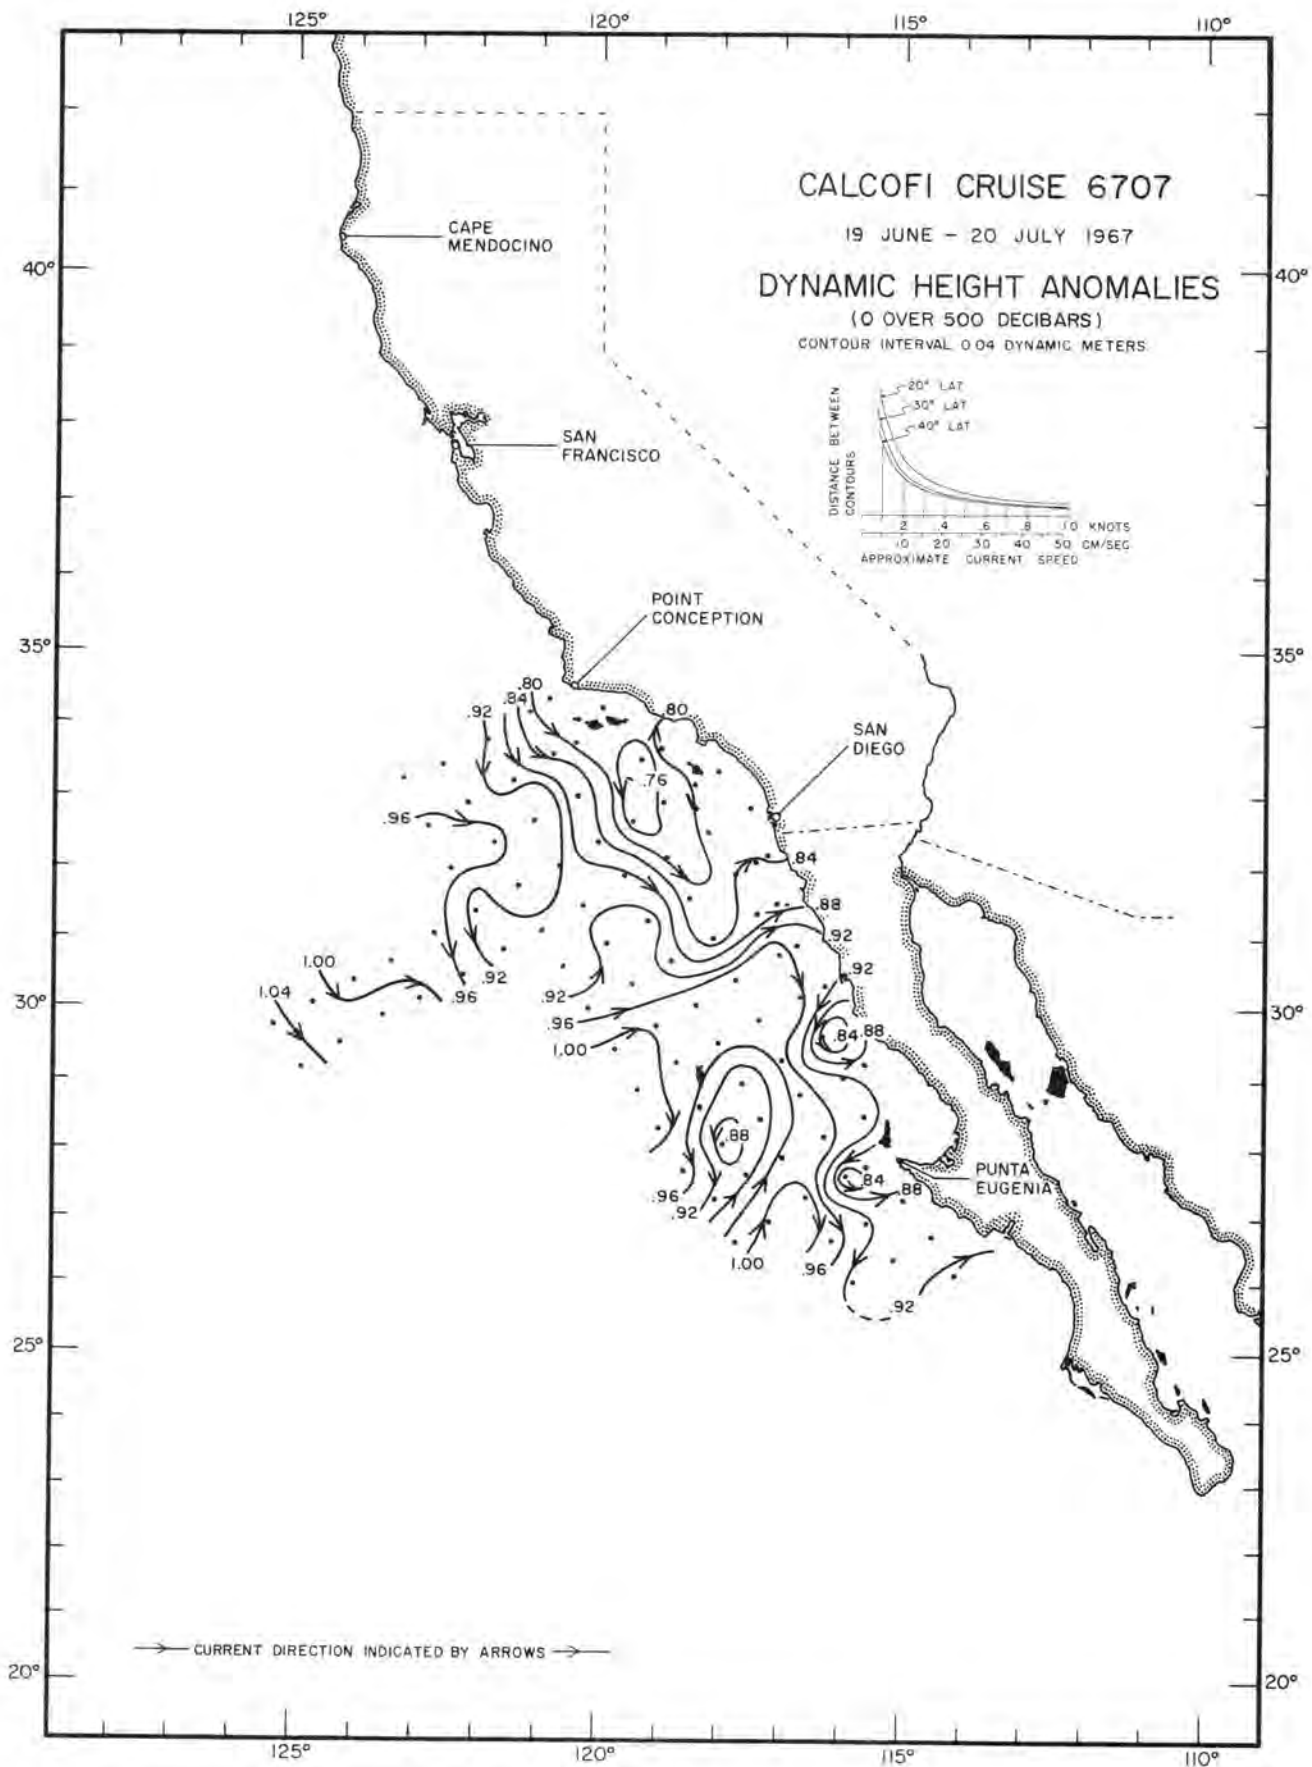 125° 120° 115° 110°
CALCOFI CRUISE 6707
19 JUNE – 20 JULY 1967
CAPE
MENDOCINO
40° 40°
DYNAMIC HEIGHT ANOMALIES
(0 OVER 500 DECIBARS)
CONTOUR INTERVAL 0.04 DYNAMIC METERS
20° LAT
30° LAT
40° LAT
DISTANCE BETWEEN
CONTOURS
SAN
FRANCISCO
.2 .4 .6 .8 1.0 KNOTS
10 20 30 40 50 CM/SEC
APPROXIMATE CURRENT SPEED
POINT
CONCEPTION
35° 35°
.80
.84
.92
.80
SAN
DIEGO
.76
.96
.84
.88
.92
1.00
.92
.92
.96
1.04
.92
30° 30°
.96
.88
.84
1.00
.88
.84
PUNTA
EUGENIA
.88
.96
.92
1.00
.96
.92
25° 25°
CURRENT DIRECTION INDICATED BY ARROWS
20° 20°
125° 120° 115° 110°